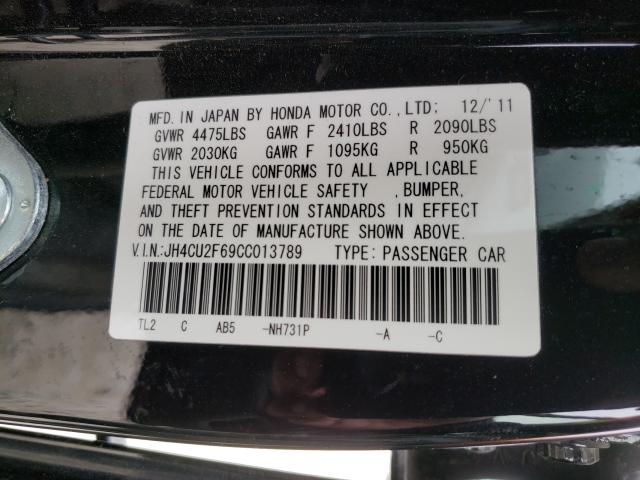 MFD. IN JAPAN BY HONDA MOTOR CO., LTD: 12/'11
GVWR 4475LBS GAWR F 2410LBS R 2090LBS
GVWR 2030KG GAWR F 1095KG R 950KG
THIS VEHICLE CONFORMS TO ALL APPLICABLE
FEDERAL MOTOR VEHICLE SAFETY , BUMPER,
AND THEFT PREVENTION STANDARDS IN EFFECT
ON THE DATE OF MANUFACTURE SHOWN ABOVE.
V.I.N.:JH4CU2F69CC013789 TYPE: PASSENGER CAR
TL2 C AB5 -NH731P -A -C